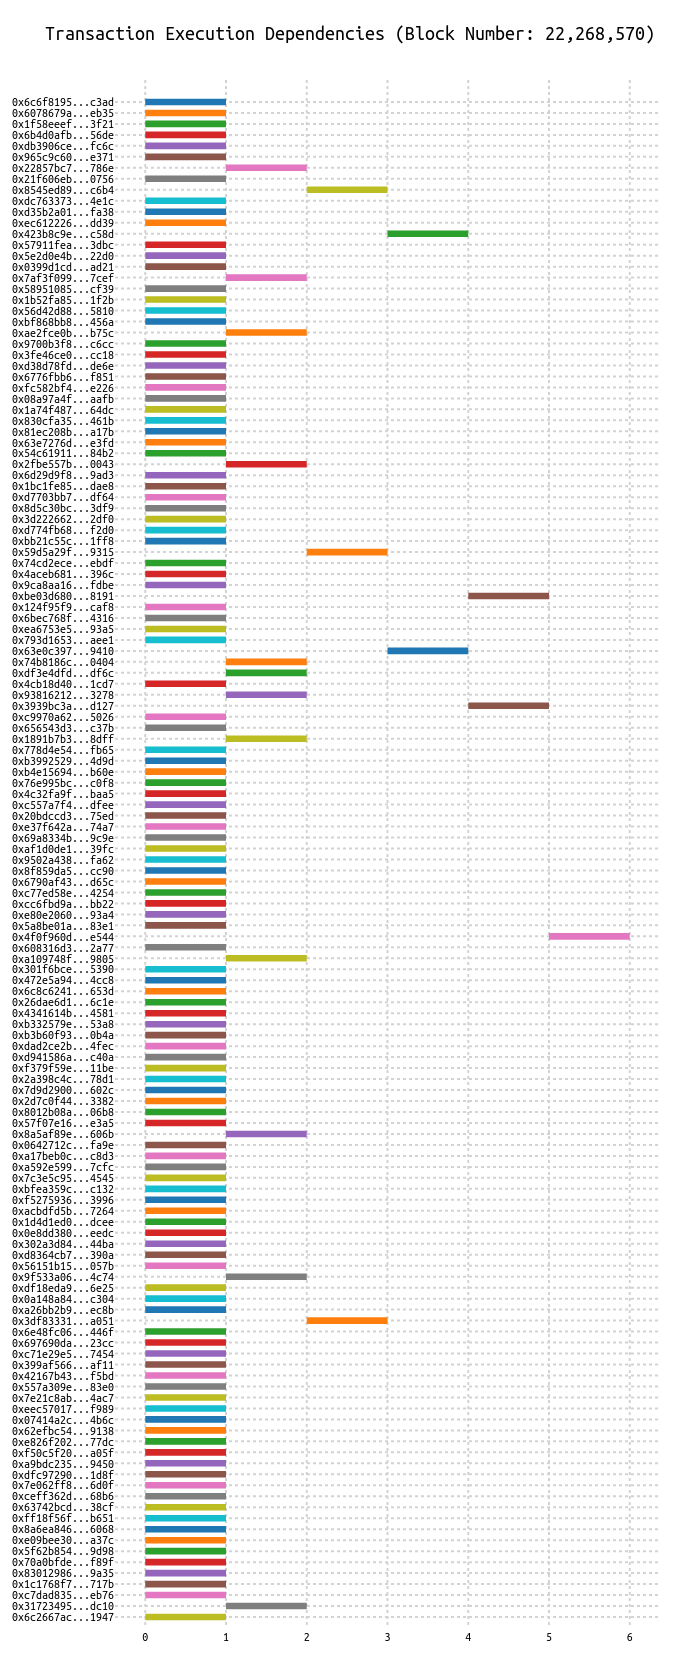 Transaction Execution Dependencies (Block Number: 22,268,570)
0x6c6f8195...c3ad
0x6078679a...eb35
0x1f58eeef...3f21
0x6b4d0afb...56de
0xdb3906ce...fc6c
0x965c9c60...e371
0x22857bc7...786e
0x21f606eb...0756
0x8545ed89...c6b4
0xdc763373...4e1c
0xd35b2a01...fa38
0xec612226...dd39
0x423b8c9e...c58d
0x57911fea...3dbc
0x5e2d0e4b...22d0
0x0399d1cd...ad21
0x7af3f099...7cef
0x58951085...cf39
0x1b52fa85...1f2b
0x56d42d88...5810
0xbf868bb8...456a
0xae2fce0b...b75c
0x9700b3f8...c6cc
0x3fe46ce0...cc18
0xd38d78fd...de6e
0x6776fbb6...f851
0xfc582bf4...e226
0x08a97a4f...aafb
0x1a74f487...64dc
0x830cfa35...461b
0x81ec208b...a17b
0x63e7276d...e3fd
0x54c61911...84b2
0x2fbe557b...0043
0x6d29d9f8...9ad3
0x1bc1fe85...dae8
0xd7703bb7...df64
0x8d5c30bc...3df9
0x3d222662...2df0
0xd774fb68...f2d0
0xbb21c55c...1ff8
0x59d5a29f...9315
0x74cd2ece...ebdf
0x4aceb681...396c
0x9ca8aa16...fdbe
0xbe03d680...8191
0x124f95f9...caf8
0x6bec768f...4316
0xea6753e5...93a5
0x793d1653...aee1
0x63e0c397...9410
0x74b8186c...0404
0xdf3e4dfd...df6c
0x4cb18d40...1cd7
0x93816212...3278
0x3939bc3a...d127
0xc9970a62...5026
0x656543d3...c37b
0x1891b7b3...8dff
0x778d4e54...fb65
0xb3992529...4d9d
0xb4e15694...b60e
0x76e995bc...c0f8
0x4c32fa9f...baa5
0xc557a7f4...dfee
0x20bdccd3...75ed
0xe37f642a...74a7
0x69a8334b...9c9e
0xaf1d0de1...39fc
0x9502a438...fa62
0x8f859da5...cc90
0x6790af43...d65c
0xc77ed58e...4254
0xcc6fbd9a...bb22
0xe80e2060...93a4
0x5a8be01a...83e1
0x4f0f960d...e544
0x608316d3...2a77
0xa109748f...9805
0x301f6bce...5390
0x472e5a94...4cc8
0x6c8c6241...653d
0x26dae6d1...6c1e
0x4341614b...4581
0xb332579e...53a8
0xb3b60f93...0b4a
0xdad2ce2b...4fec
0xd941586a...c40a
0xf379f59e...11be
0x2a398c4c...78d1
0x7d9d2900...602c
0x2d7c0f44...3382
0x8012b08a...06b8
0x57f07e16...e3a5
0x8a5af89e...606b
0x0642712c...fa9e
0xa17beb0c...c8d3
0xa592e599...7cfc
0x7c3e5c95...4545
0xbfea359c...c132
0xf5275936...3996
0xacbdfd5b...7264
0x1d4d1ed0...dcee
0x0e8dd380...eedc
0x302a3d84...44ba
0xd8364cb7...390a
0x56151b15...057b
0x9f533a06...4c74
0xdf18eda9...6e25
0x0a148a84...c304
0xa26bb2b9...ec8b
0x3df83331...a051
0x6e48fc06...446f
0x697690da...23cc
0xc71e29e5...7454
0x399af566...af11
0x42167b43...f5bd
0x557a309e...83e0
0x7e21c8ab...4ac7
0xeec57017...f989
0x07414a2c...4b6c
0x62efbc54...9138
0xe826f202...77dc
0xf50c5f20...a05f
0xa9bdc235...9450
0xdfc97290...1d8f
0x7e062ff8...6d0f
0xceff362d...68b6
0x63742bcd...38cf
0xff18f56f...b651
0x8a6ea846...6068
0xe09bee30...a37c
0x5f62b854...9d98
0x70a0bfde...f89f
0x83012986...9a35
0x1c1768f7...717b
0xc7dad835...eb76
0x31723495...dc10
0x6c2667ac...1947
0 1 2 3 4 5 6